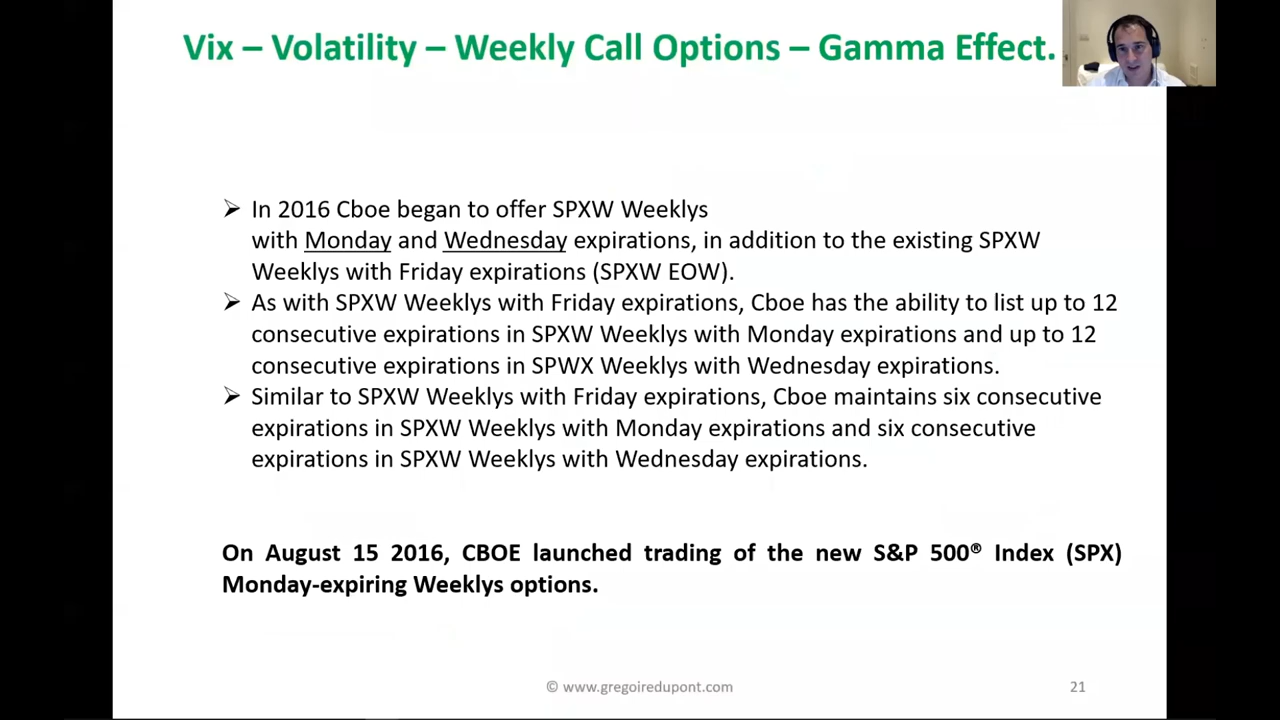 Vix – Volatility – Weekly Call Options – Gamma Effect.
➢ In 2016 Cboe began to offer SPXW Weeklys
with Monday and Wednesday expirations, in addition to the existing SPXW
Weeklys with Friday expirations (SPXW EOW).
➢ As with SPXW Weeklys with Friday expirations, Cboe has the ability to list up to 12
consecutive expirations in SPXW Weeklys with Monday expirations and up to 12
consecutive expirations in SPWX Weeklys with Wednesday expirations.
➢ Similar to SPXW Weeklys with Friday expirations, Cboe maintains six consecutive
expirations in SPXW Weeklys with Monday expirations and six consecutive
expirations in SPXW Weeklys with Wednesday expirations.
On August 15 2016, CBOE launched trading of the new S&P 500® Index (SPX)
Monday-expiring Weeklys options.
© www.gregoiredupont.com
21